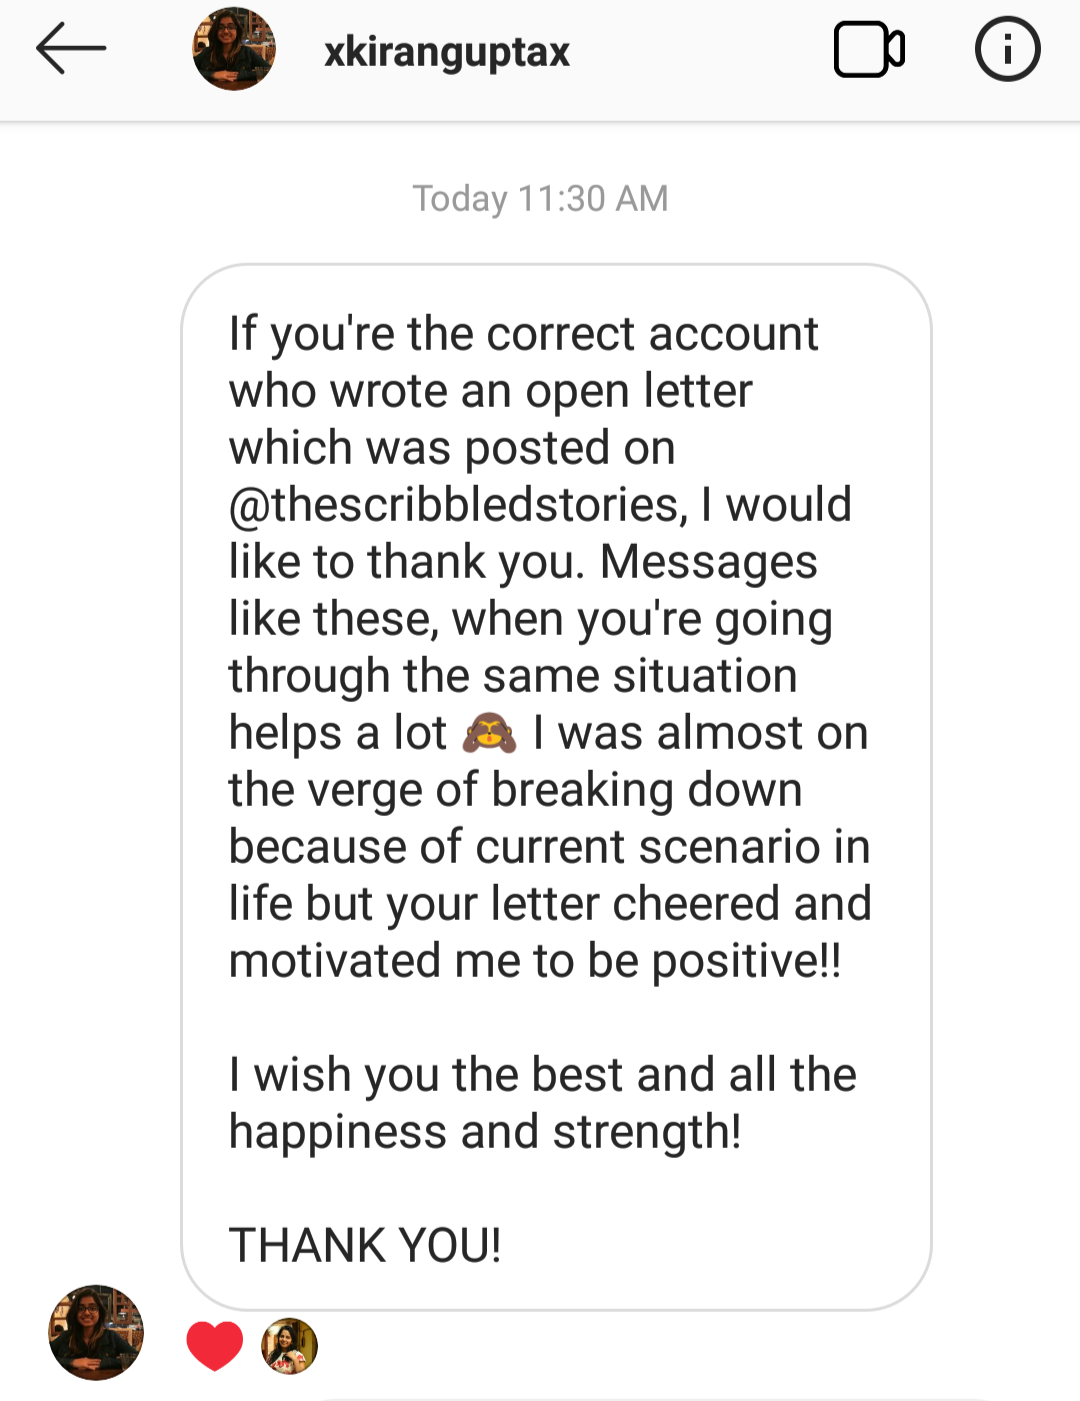 xkiranguptax
Today 11:30 AM
If you're the correct account
who wrote an open letter
which was posted on
@thescribbledstories, I would
like to thank you. Messages
like these, when you're going
through the same situation
helps a lot 🙈 I was almost on
the verge of breaking down
because of current scenario in
life but your letter cheered and
motivated me to be positive!!
I wish you the best and all the
happiness and strength!
THANK YOU!